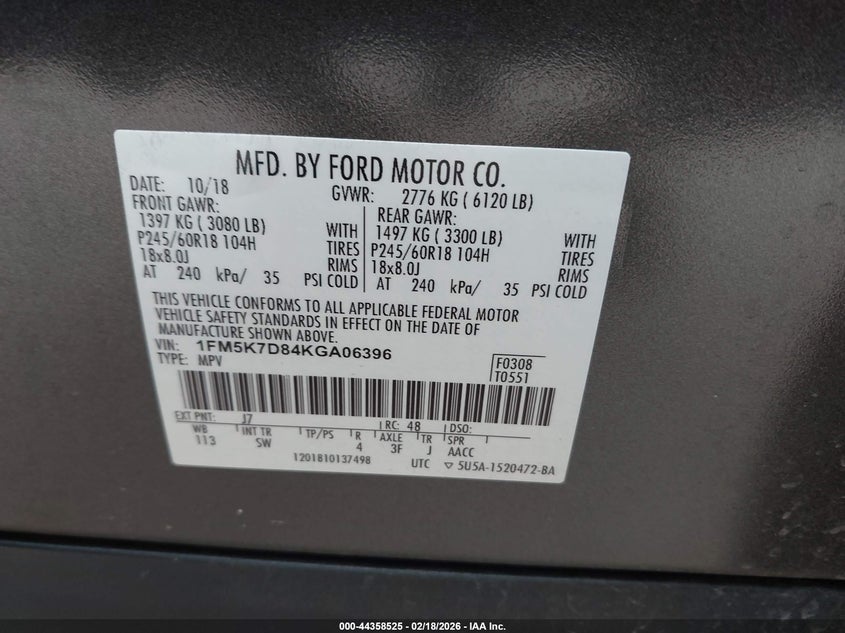 MFD. BY FORD MOTOR CO.
DATE: 10/18
GVWR: 2776 KG ( 6120 LB)
FRONT GAWR:
1397 KG ( 3080 LB) WITH
P245/60R18 104H TIRES
18x8.0J RIMS
AT 240 kPa/ 35 PSI COLD
REAR GAWR:
1497 KG ( 3300 LB) WITH
P245/60R18 104H TIRES
18x8.0J RIMS
AT 240 kPa/ 35 PSI COLD
THIS VEHICLE CONFORMS TO ALL APPLICABLE FEDERAL MOTOR
VEHICLE SAFETY STANDARDS IN EFFECT ON THE DATE OF
MANUFACTURE SHOWN ABOVE.
VIN: 1FM5K7D84KGA06396
TYPE: MPV
F0308
T0551
EXT PNT: J7 RC: 48 DSO:
WB INT TR TP/PS R AXLE TR SPR
113 SW 4 3F J AACC
1201810137498 UTC ▽ 5U5A-1520472-BA
000-44358525 | 02/18/2026 | IAA Inc.